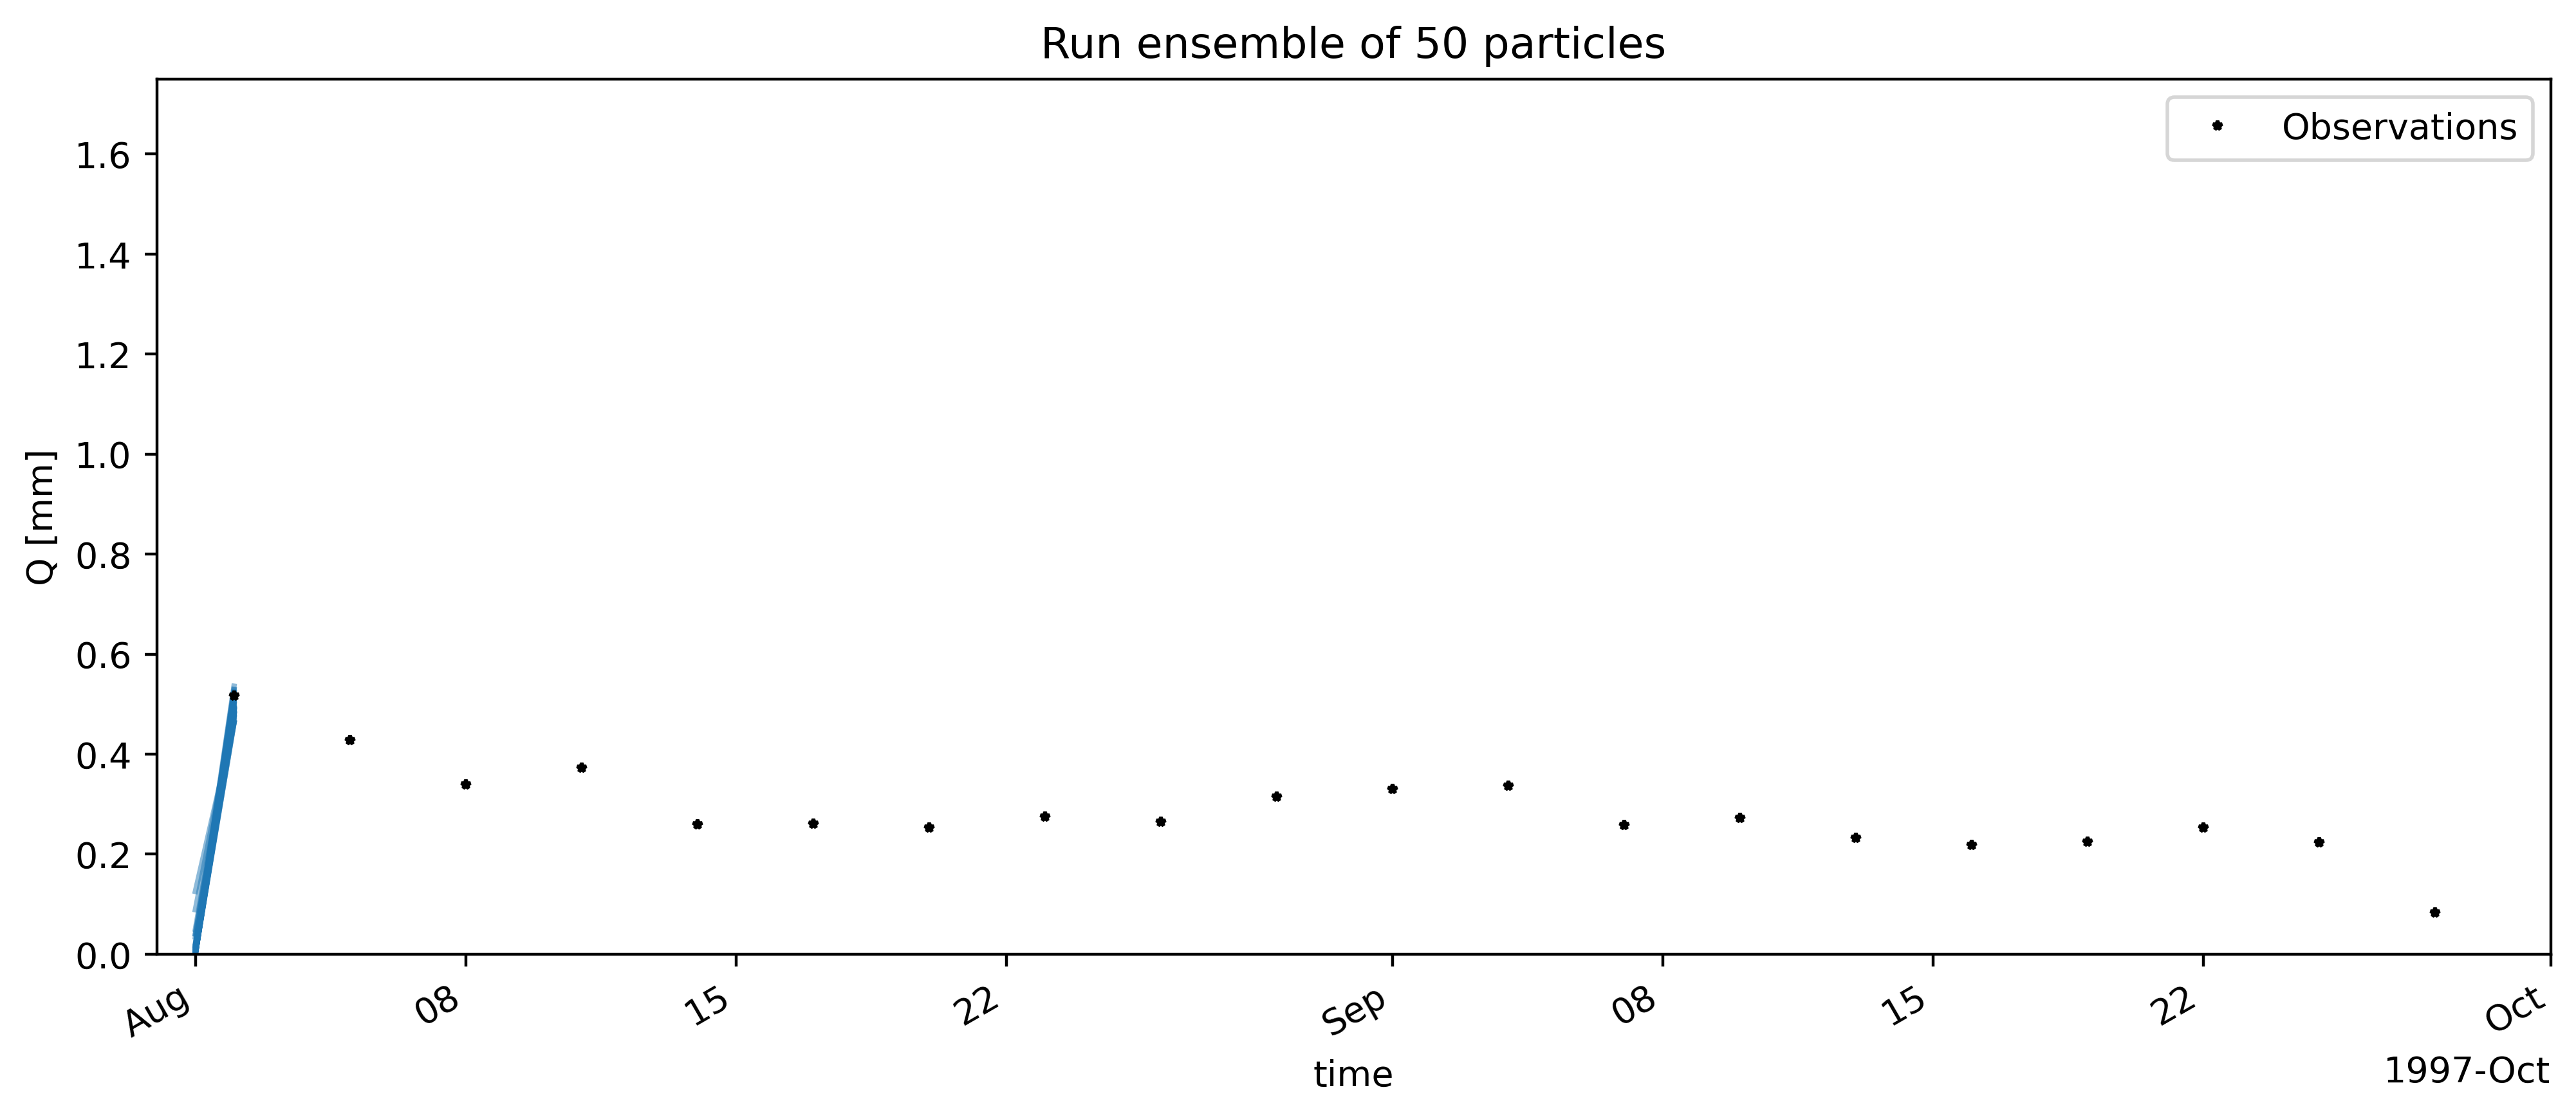 Run ensemble of 50 particles
Observations
1.6
1.4
1.2
1.0
0.8
0.6
0.4
0.2
0.0
Q [mm]
Aug 08 15 22 Sep 08 15 22 Oct
time
1997-Oct